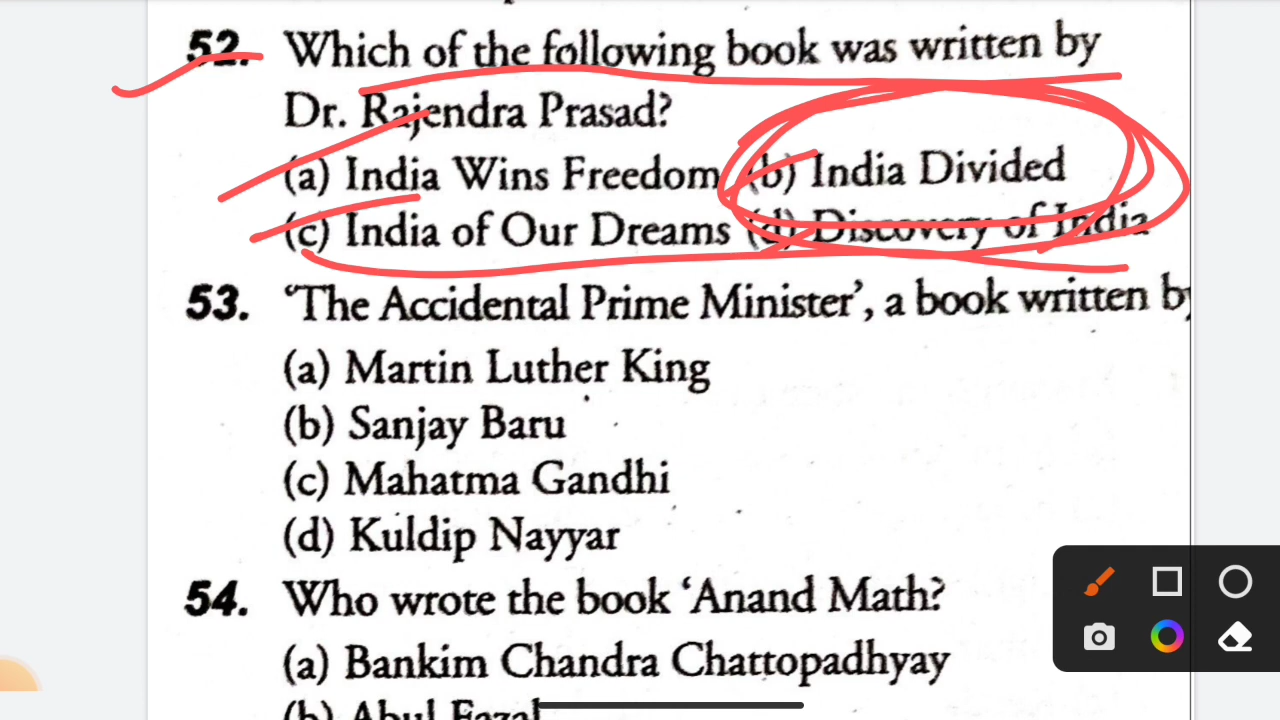 52. Which of the following book was written by
Dr. Rajendra Prasad?
(a) India Wins Freedom (b) India Divided
(c) India of Our Dreams (d) Discovery of India
53. ‘The Accidental Prime Minister’, a book written by
(a) Martin Luther King
(b) Sanjay Baru
(c) Mahatma Gandhi
(d) Kuldip Nayyar
54. Who wrote the book ‘Anand Math?
(a) Bankim Chandra Chattopadhyay
(b) Abul Fazal